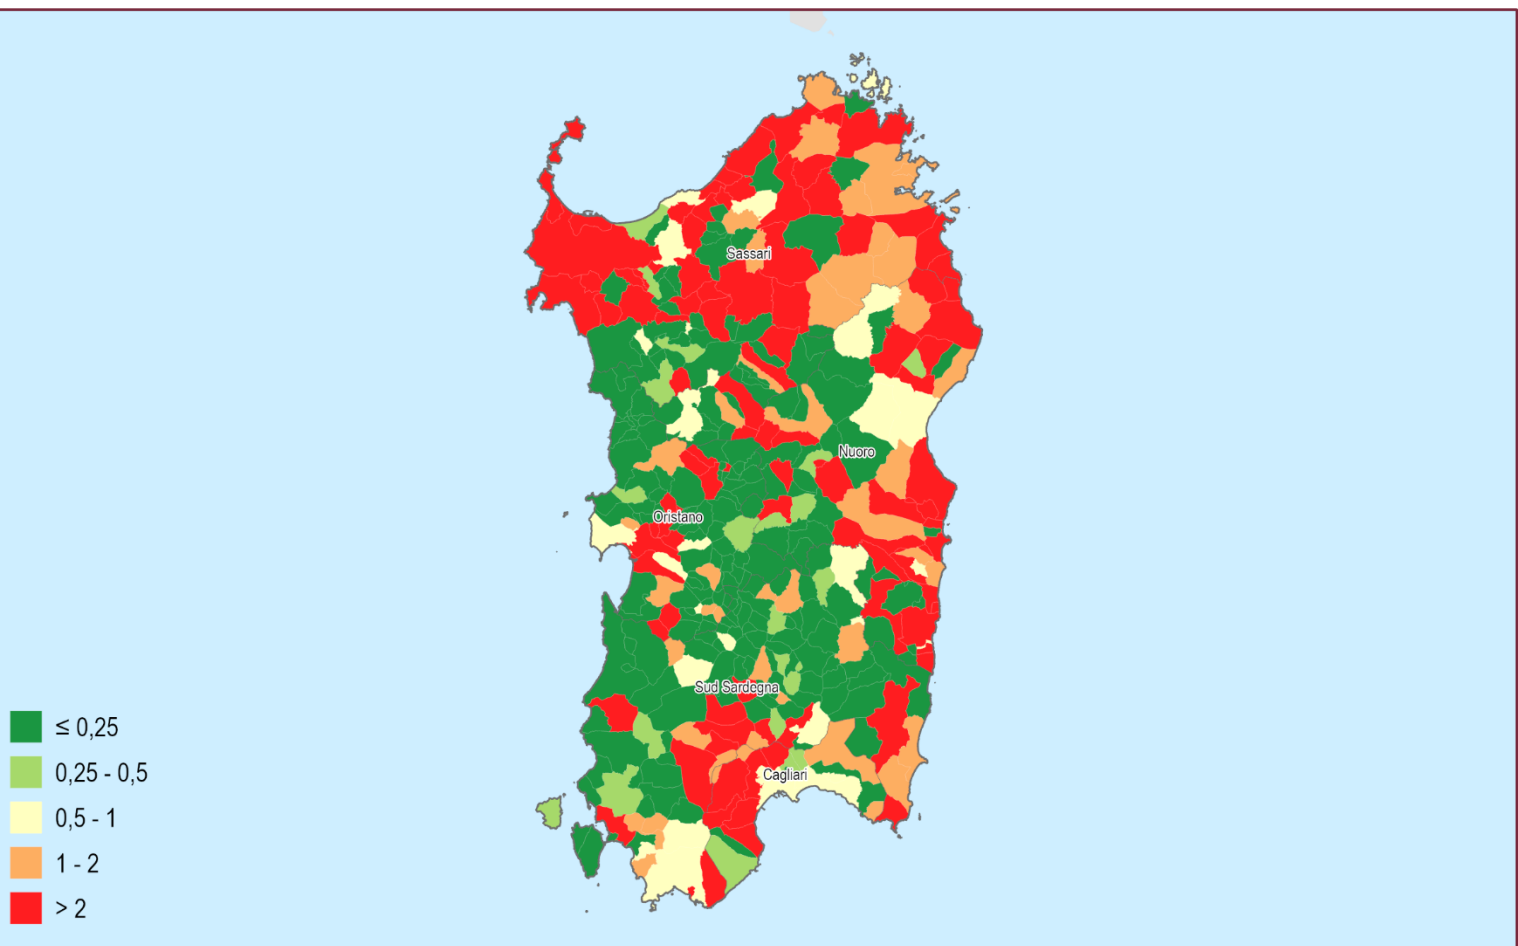 Sassari
Nuoro
Oristano
Sud Sardegna
Cagliari
≤ 0,25
0,25 - 0,5
0,5 - 1
1 - 2
> 2